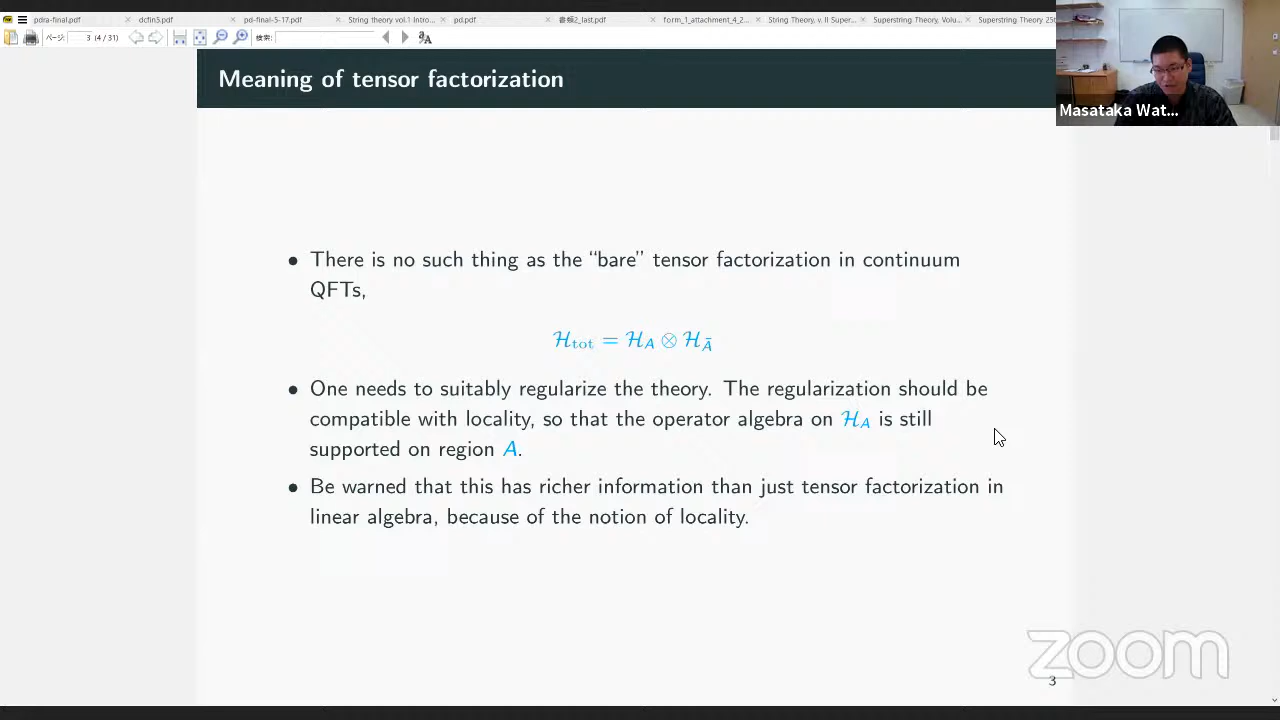 pdra-final.pdf × dcfin5.pdf × pd-final-5-17.pdf × String theory vol.1 Intro... × pd.pdf × 書類2_last.pdf × form_1_attachment_4_2... × String Theory, v. II Super... × Superstring Theory, Volu... × Superstring Theory 25t
ページ: 3 (4 / 31) 検索:
Meaning of tensor factorization
Masataka Wat...
• There is no such thing as the “bare” tensor factorization in continuum
QFTs,
ℋ_tot = ℋ_A ⊗ ℋ_Ā
• One needs to suitably regularize the theory. The regularization should be
compatible with locality, so that the operator algebra on ℋ_A is still
supported on region A.
• Be warned that this has richer information than just tensor factorization in
linear algebra, because of the notion of locality.
zoom
3